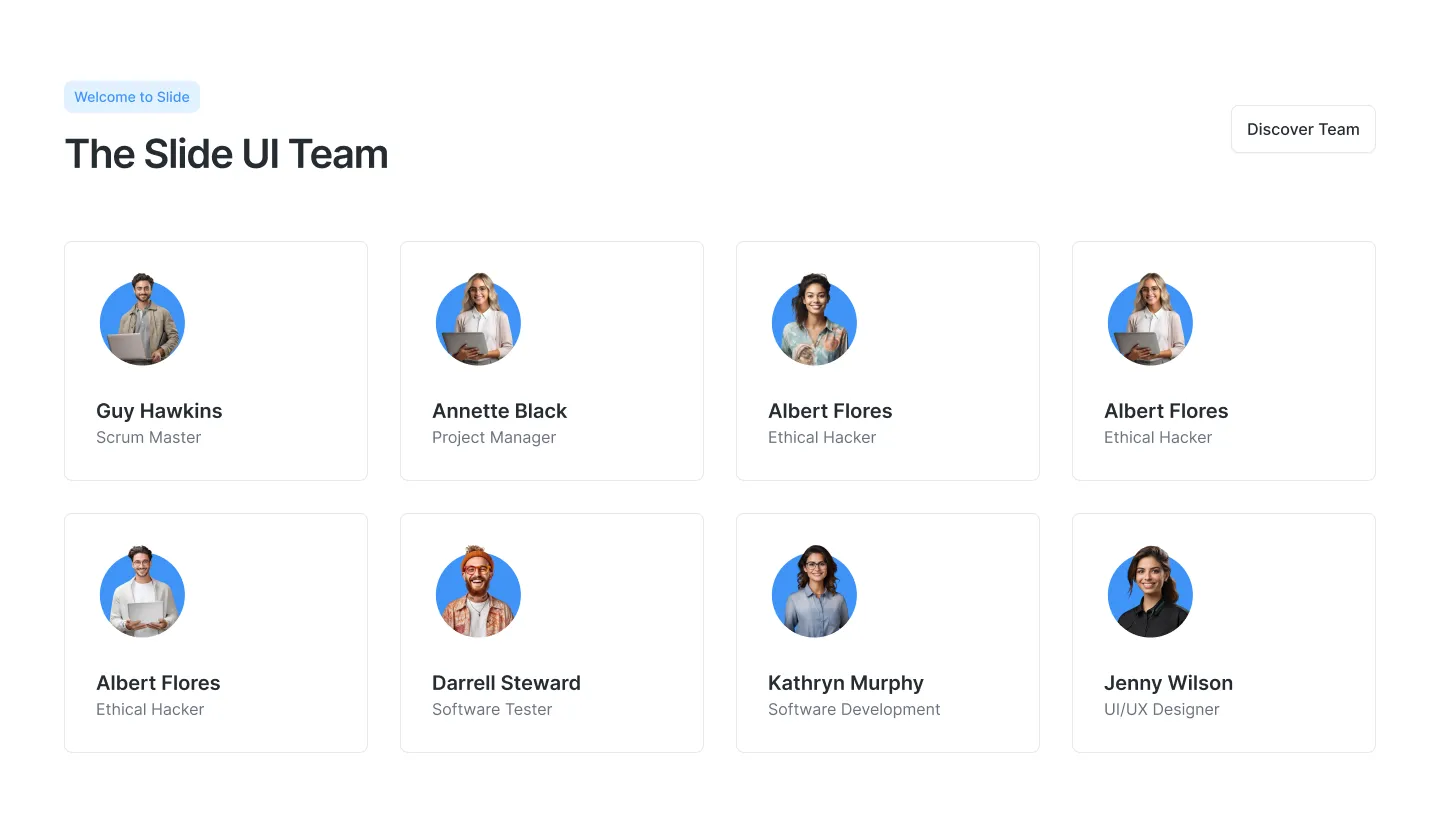 Welcome to Slide
The Slide UI Team
Discover Team
Guy Hawkins
Scrum Master
Annette Black
Project Manager
Albert Flores
Ethical Hacker
Albert Flores
Ethical Hacker
Albert Flores
Ethical Hacker
Darrell Steward
Software Tester
Kathryn Murphy
Software Development
Jenny Wilson
UI/UX Designer